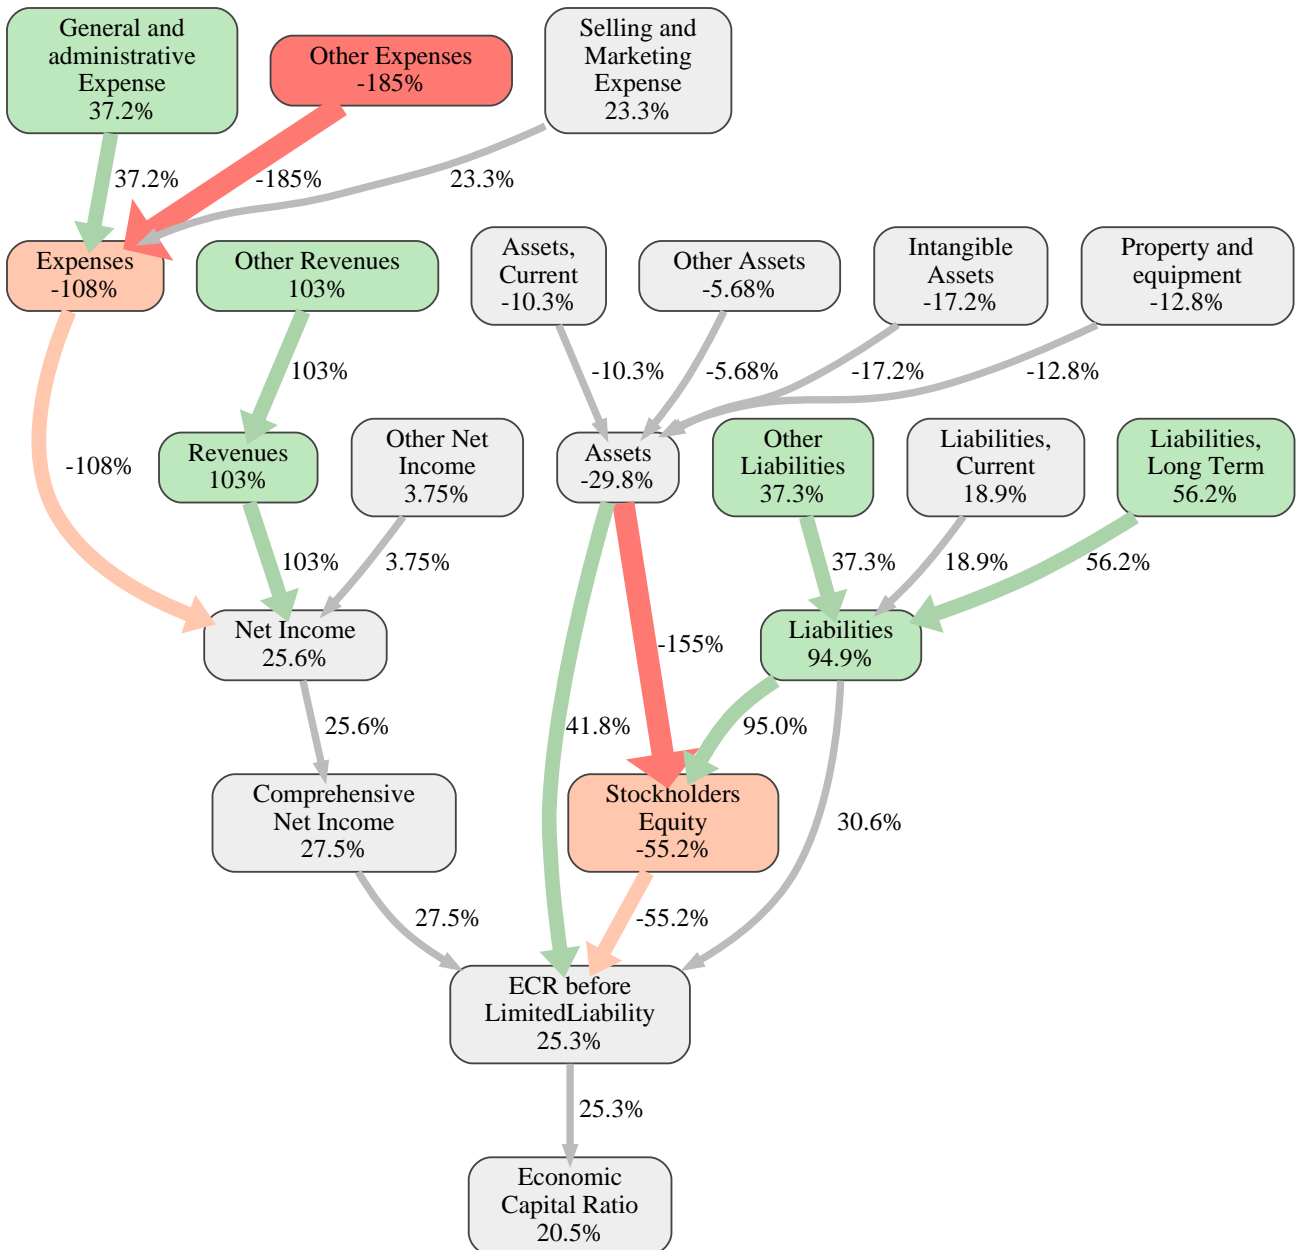 General and
administrative
Expense
37.2%
Other Expenses
-185%
Selling and
Marketing
Expense
23.3%
37.2%
-185%
23.3%
Expenses
-108%
Other Revenues
103%
Assets,
Current
-10.3%
Other Assets
-5.68%
Intangible
Assets
-17.2%
Property and
equipment
-12.8%
103%
-10.3%
-5.68%
-17.2%
-12.8%
-108%
Revenues
103%
Other Net
Income
3.75%
Assets
-29.8%
Other
Liabilities
37.3%
Liabilities,
Current
18.9%
Liabilities,
Long Term
56.2%
103%
3.75%
37.3%
18.9%
56.2%
Net Income
25.6%
-155%
Liabilities
94.9%
25.6%
41.8%
95.0%
Comprehensive
Net Income
27.5%
Stockholders
Equity
-55.2%
30.6%
27.5%
-55.2%
ECR before
LimitedLiability
25.3%
25.3%
Economic
Capital Ratio
20.5%